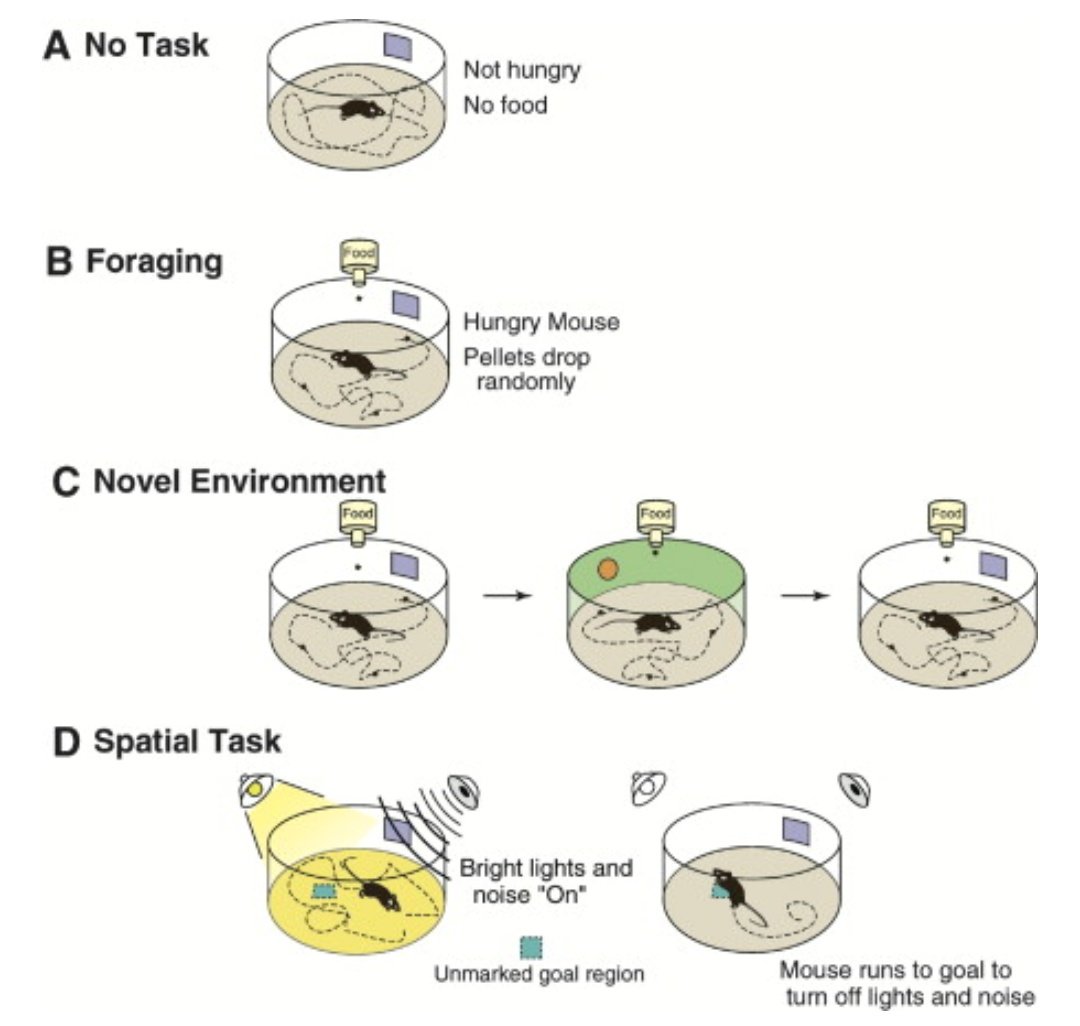 A No Task
Not hungry
No food
B Foraging
Food
Hungry Mouse
Pellets drop
randomly
C Novel Environment
Food
Food
Food
D Spatial Task
Bright lights and
noise "On"
Unmarked goal region
Mouse runs to goal to
turn off lights and noise